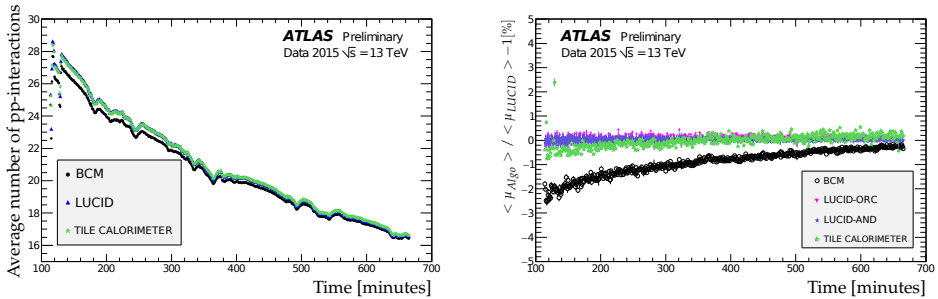 Average number of pp-interactions
30
28
26
24
22
20
18
16
ATLAS Preliminary
Data 2015 √s = 13 TeV
BCM
LUCID
TILE CALORIMETER
100 200 300 400 500 600 700
Time [minutes]
< μ_Algo > / < μ_LUCID > −1[%]
5
4
3
2
1
0
−1
−2
−3
−4
−5
ATLAS Preliminary
Data 2015 √s = 13 TeV
BCM
LUCID-ORC
LUCID-AND
TILE CALORIMETER
100 200 300 400 500 600 700
Time [minutes]